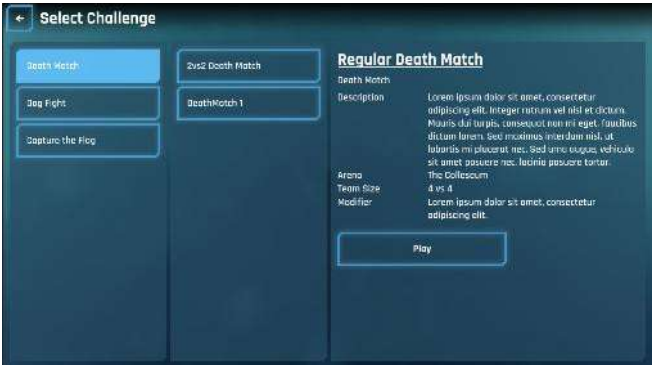 Select Challenge
Death Match
Dog Fight
Capture the Flag
2vs2 Death Match
DeathMatch 1
Regular Death Match
Death Match
Description
Lorem ipsum dolor sit amet, consectetur
adipiscing elit. Integer rutrum vel nisl et dictum.
Mauris dui turpis, consequat non mi eget, faucibus
dictum lorem. Sed maximus interdum nisl, ut
lobortis mi placerat nec. Sed urna augue, vehicula
sit amet posuere nec, lacinia posuere tortor.
Arena The Colleseum
Team Size 4 vs 4
Modifier Lorem ipsum dolor sit amet, consectetur
adipiscing elit.
Play